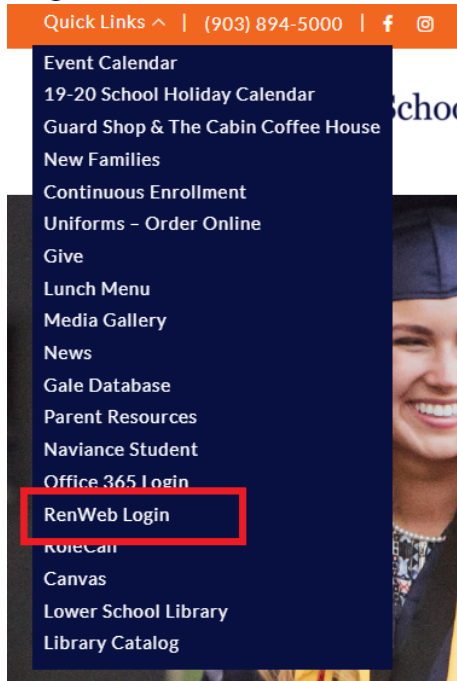 Quick Links | (903) 894-5000 | f
Event Calendar
19-20 School Holiday Calendar
Guard Shop & The Cabin Coffee House
New Families
Continuous Enrollment
Uniforms – Order Online
Give
Lunch Menu
Media Gallery
News
Gale Database
Parent Resources
Naviance Student
Office 365 Login
RenWeb Login
RoleCall
Canvas
Lower School Library
Library Catalog